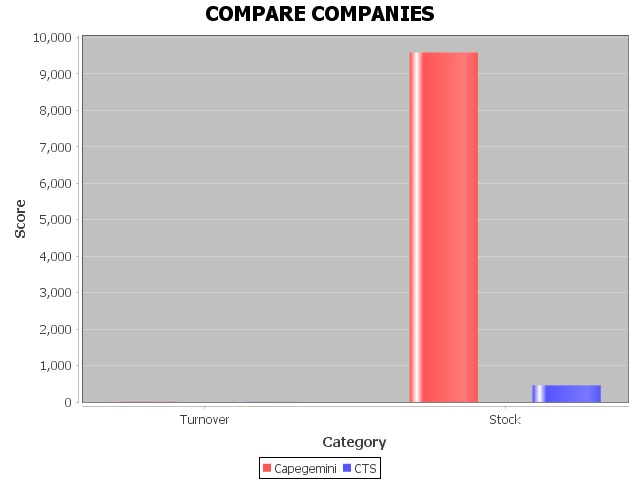 COMPARE COMPANIES
10,000
9,000
8,000
7,000
6,000
5,000
4,000
3,000
2,000
1,000
0
Score
Turnover Stock
Category
Capegemini CTS